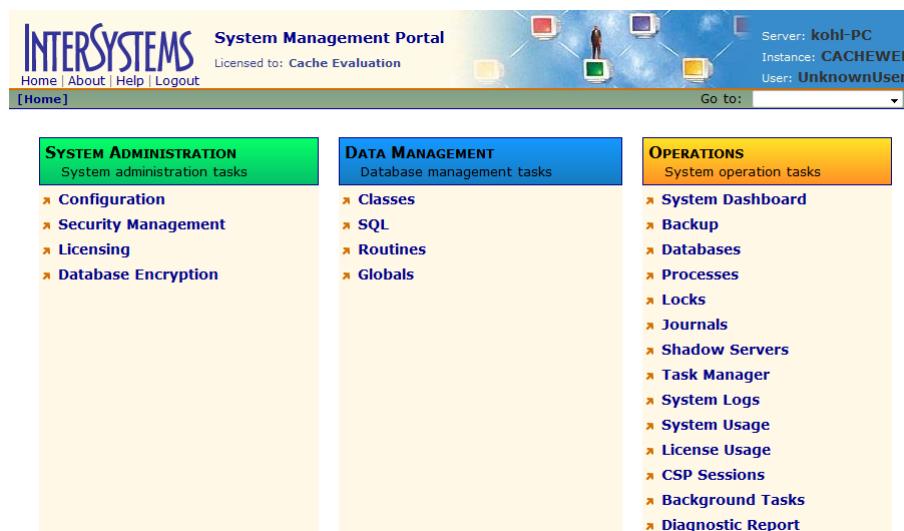 INTERSYSTEMS
System Management Portal
Licensed to: Cache Evaluation
Home | About | Help | Logout
Server: kohl-PC
Instance: CACHEWE
User: UnknownUser
[Home]
Go to:
SYSTEM ADMINISTRATION
System administration tasks
Configuration
Security Management
Licensing
Database Encryption
DATA MANAGEMENT
Database management tasks
Classes
SQL
Routines
Globals
OPERATIONS
System operation tasks
System Dashboard
Backup
Databases
Processes
Locks
Journals
Shadow Servers
Task Manager
System Logs
System Usage
License Usage
CSP Sessions
Background Tasks
Diagnostic Report